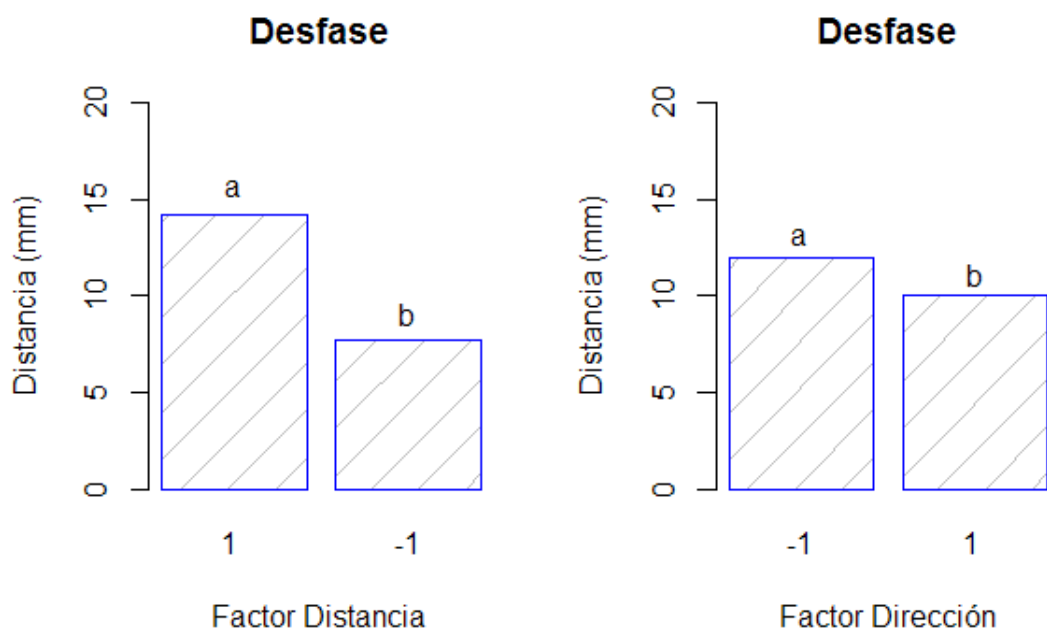 Desfase
Distancia (mm)
20
15
10
5
0
a
b
1
-1
Factor Distancia
Desfase
Distancia (mm)
20
15
10
5
0
a
b
-1
1
Factor Dirección